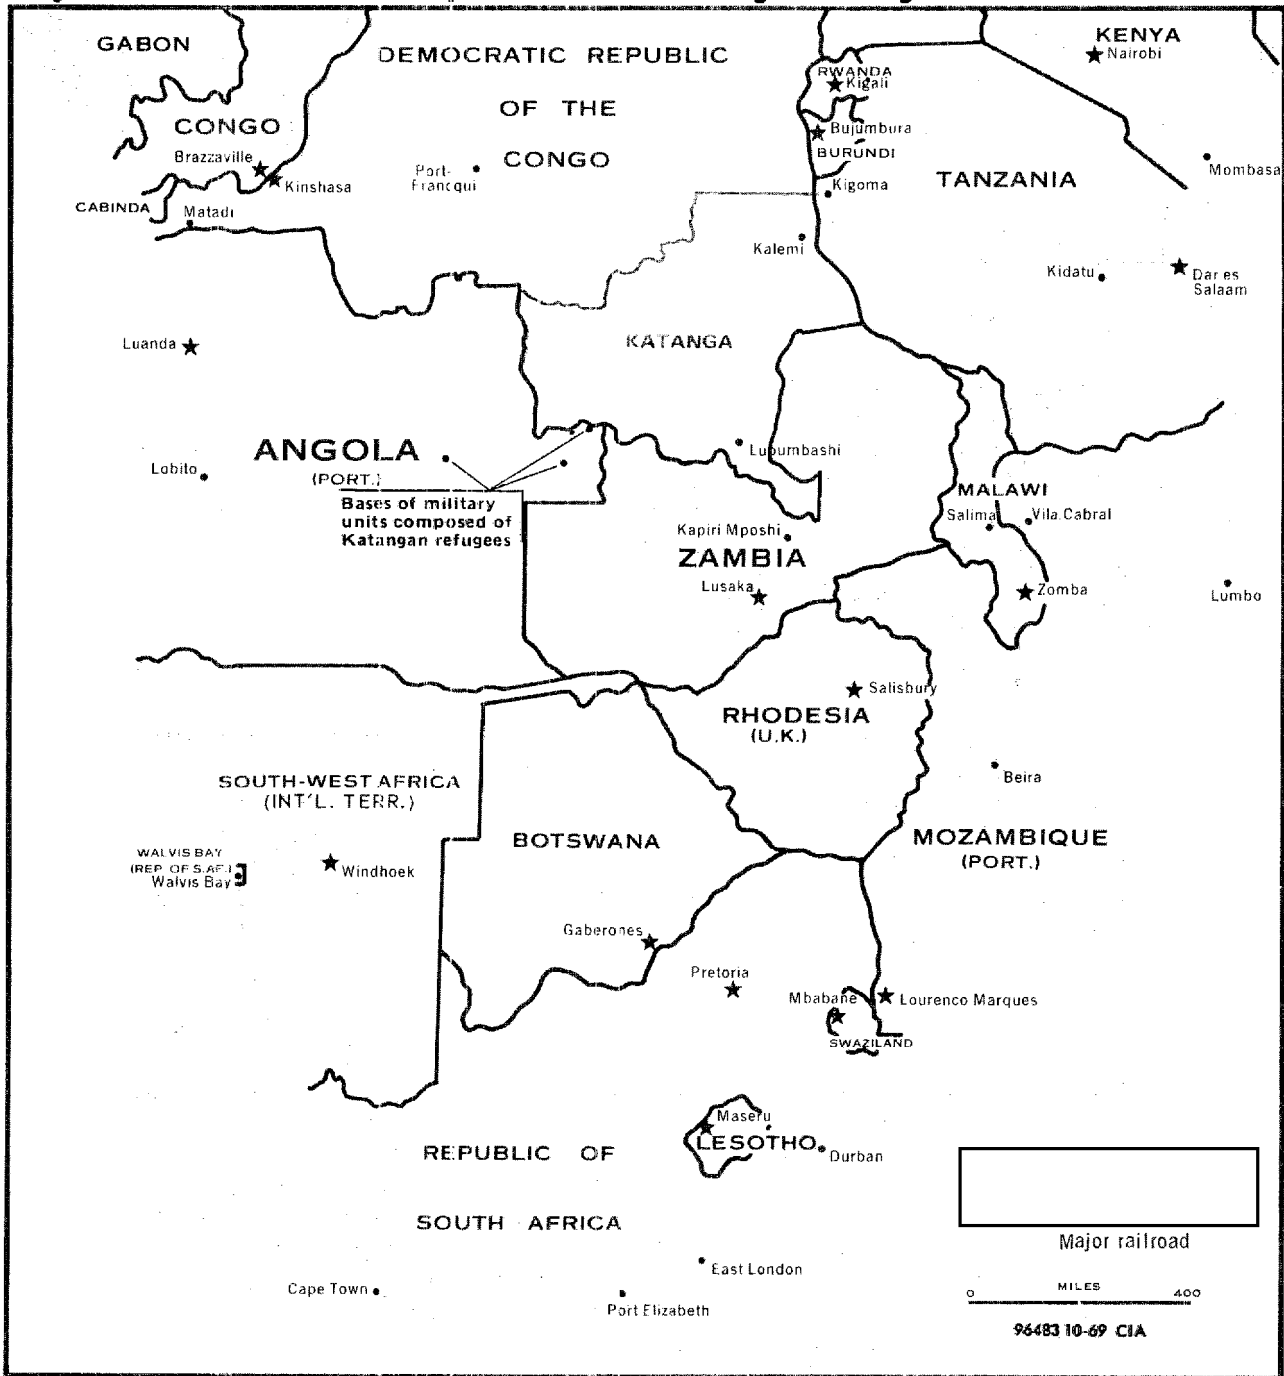 GABON
DEMOCRATIC REPUBLIC
OF THE
CONGO
KENYA
Nairobi
RWANDA
Kigali
CONGO
Brazzaville
Kinshasa
Port-
Francqui
Bujumbura
BURUNDI
TANZANIA
Mombasa
CABINDA
Matadi
Kigoma
Kalemi
Kidatu
Dar es
Salaam
Luanda
KATANGA
ANGOLA
(PORT.)
Lobito
Lubumbashi
Bases of military
units composed of
Katangan refugees
MALAWI
Salima
Vila Cabral
Kapiri Mposhi
ZAMBIA
Lusaka
Zomba
Lumbo
Salisbury
RHODESIA
(U.K.)
Beira
SOUTH-WEST AFRICA
(INT'L. TERR.)
BOTSWANA
MOZAMBIQUE
(PORT.)
WALVIS BAY
(REP. OF S.AF.)
Walvis Bay
Windhoek
Gaberones
Pretoria
Mbabane
Lourenco Marques
SWAZILAND
Maseru
LESOTHO
Durban
REPUBLIC OF
SOUTH AFRICA
East London
Cape Town
Port Elizabeth
Major railroad
MILES
0 400
96483 10-69 CIA